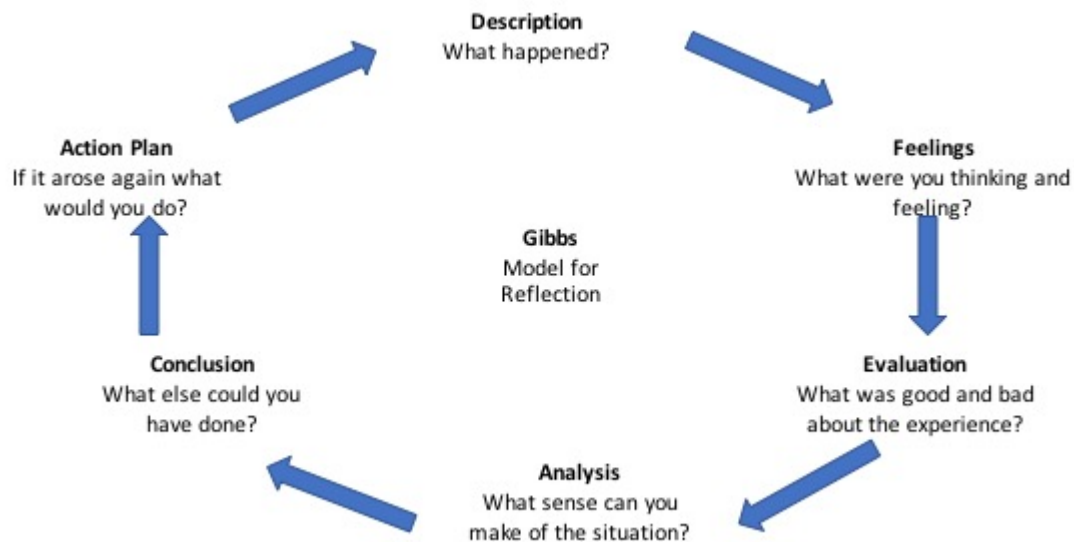 Description
What happened?
Feelings
What were you thinking and
feeling?
Evaluation
What was good and bad
about the experience?
Analysis
What sense can you
make of the situation?
Conclusion
What else could you
have done?
Action Plan
If it arose again what
would you do?
Gibbs
Model for
Reflection